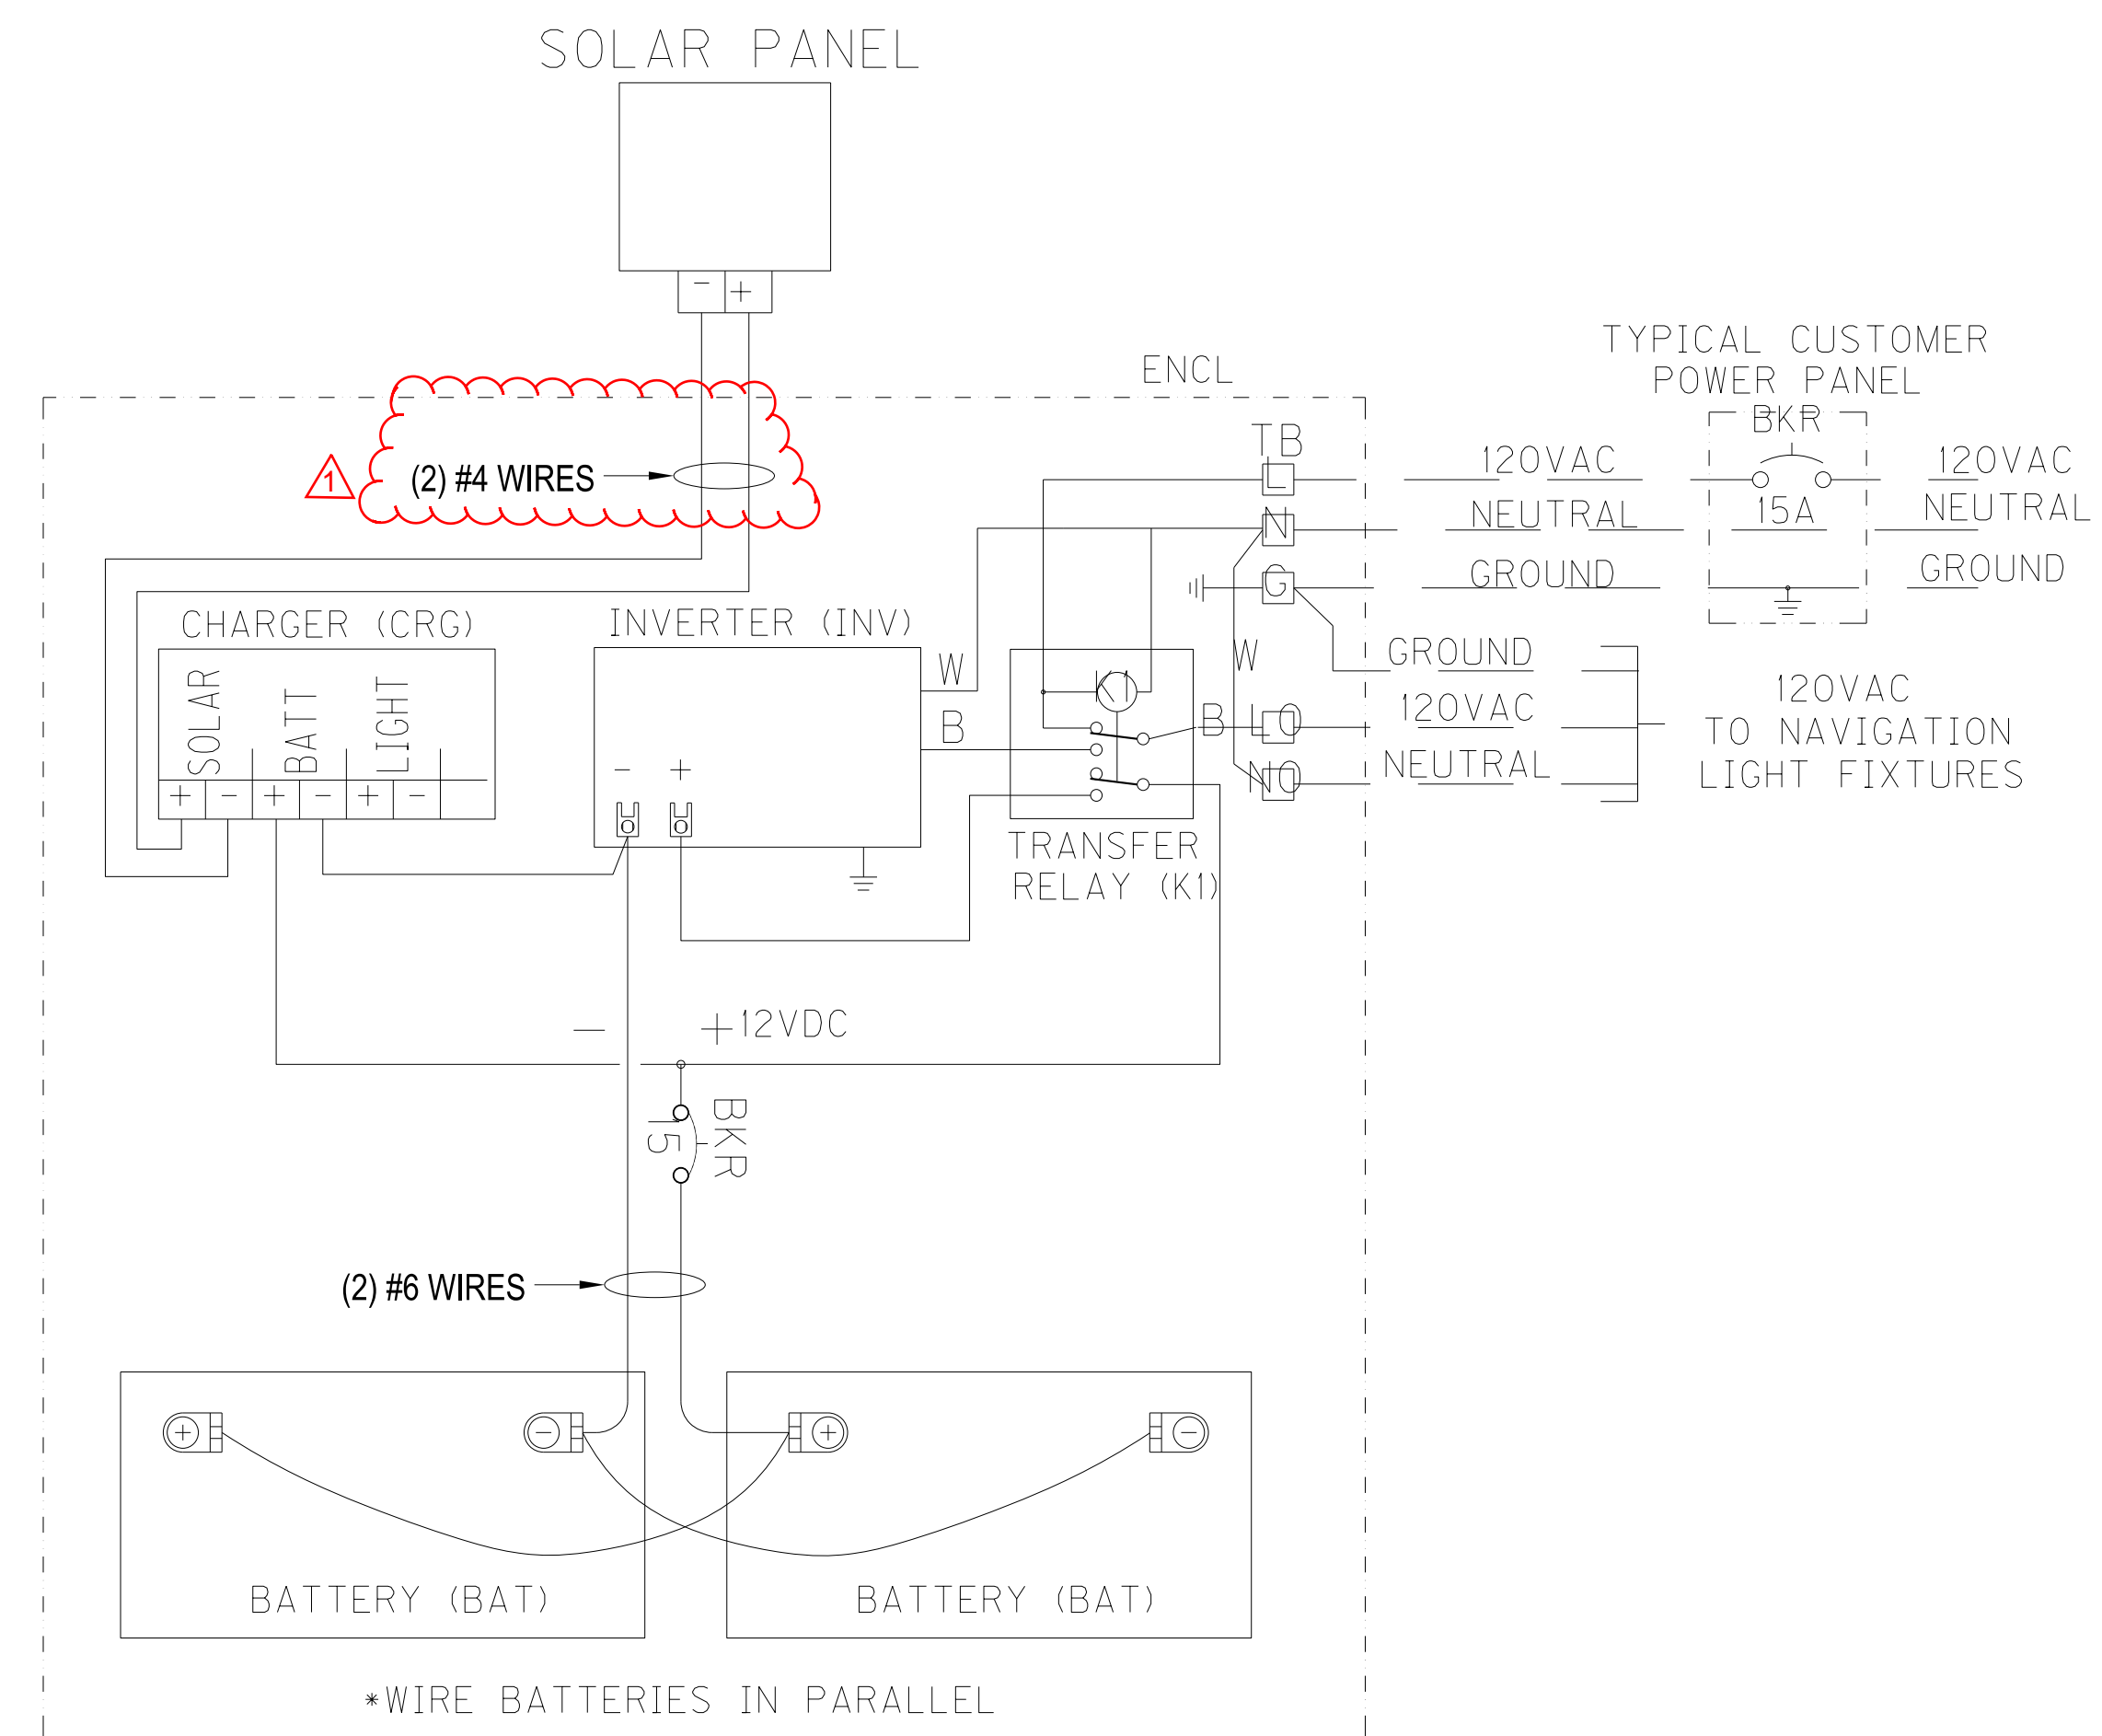 SOLAR PANEL
- +
ENCL
TYPICAL CUSTOMER
POWER PANEL
BKR
TB
1
(2) #4 WIRES
L
120VAC
120VAC
N
NEUTRAL
15A
NEUTRAL
G
GROUND
GROUND
CHARGER (CRG)
INVERTER (INV)
SOLAR
BATT
LIGHT
+ - + - + -
- +
W
B
K1
W
B
GROUND
LO
120VAC
NO
NEUTRAL
120VAC
TO NAVIGATION
LIGHT FIXTURES
TRANSFER
RELAY (K1)
- +12VDC
BKR
15
(2) #6 WIRES
+ - + -
BATTERY (BAT)
BATTERY (BAT)
*WIRE BATTERIES IN PARALLEL